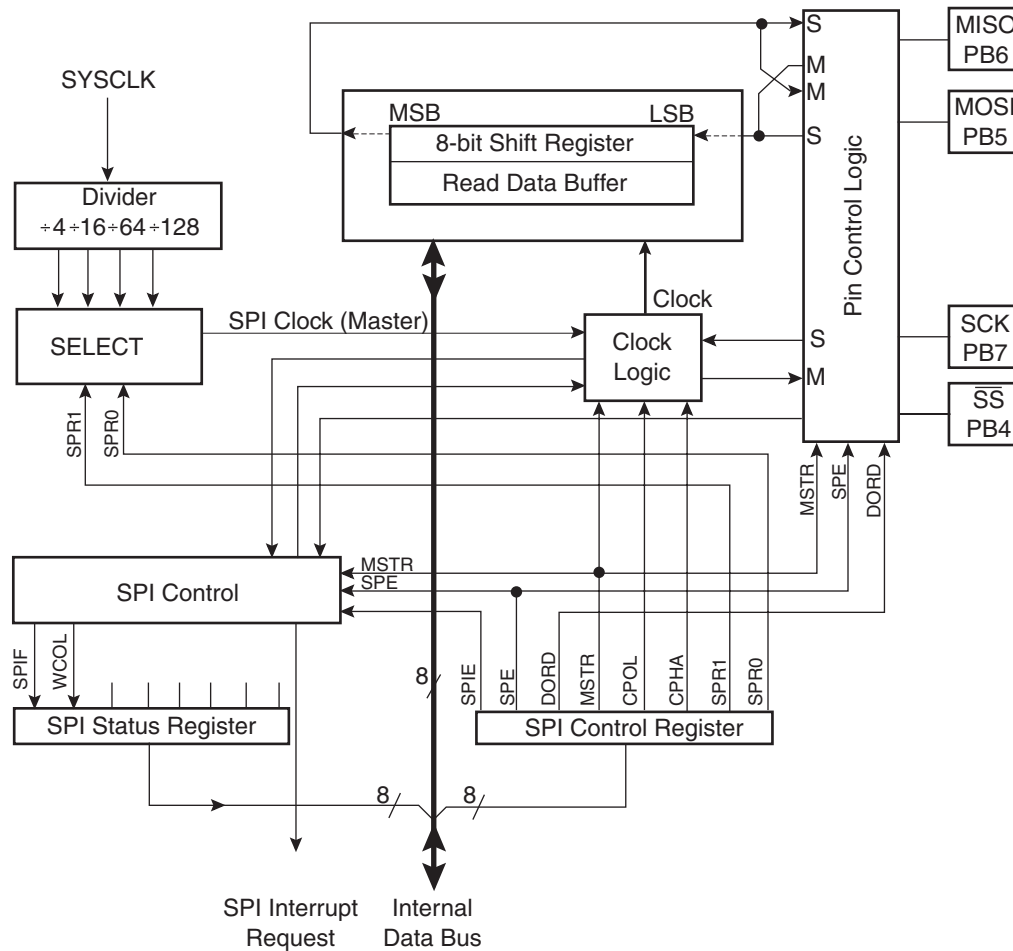 SYSCLK
Divider
÷4÷16÷64÷128
SELECT
SPI Clock (Master)
SPR1
SPR0
MSB
LSB
8-bit Shift Register
Read Data Buffer
Clock
Clock
Logic
S
M
M
S
S
M
Pin Control Logic
MISO
PB6
MOSI
PB5
SCK
PB7
SS
PB4
MSTR
SPE
DORD
SPI Control
MSTR
SPE
SPIF
WCOL
SPI Status Register
8
SPIE
SPE
DORD
MSTR
CPOL
CPHA
SPR1
SPR0
SPI Control Register
8
8
SPI Interrupt
Request
Internal
Data Bus